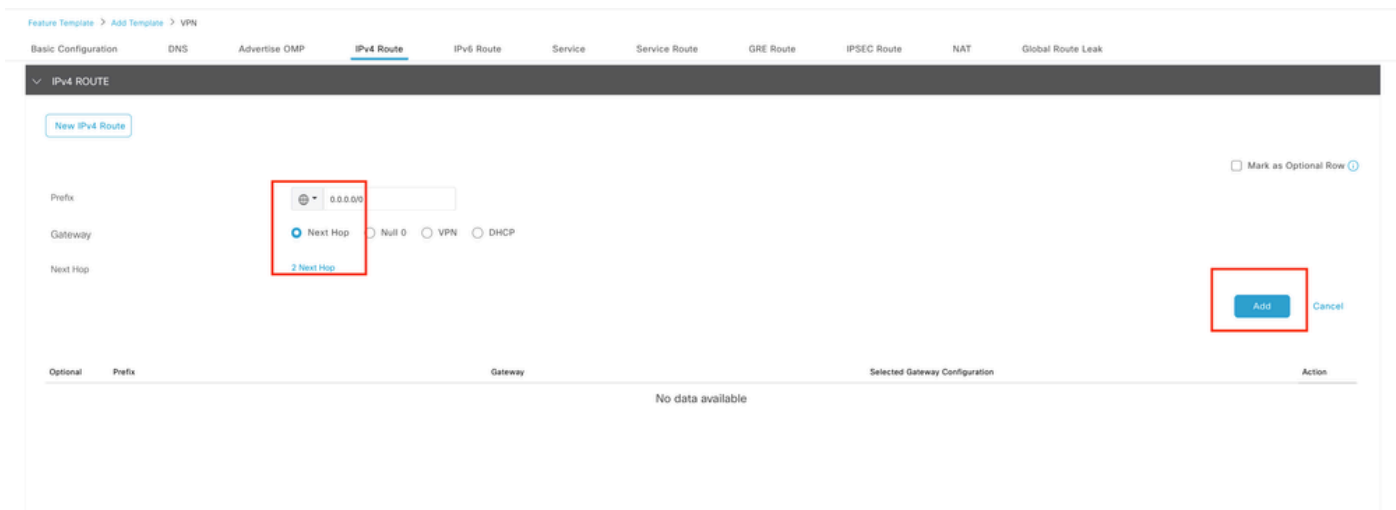 Feature Template > Add Template > VPN
Basic Configuration DNS Advertise OMP IPv4 Route IPv6 Route Service Service Route GRE Route IPSEC Route NAT Global Route Leak
IPv4 ROUTE
New IPv4 Route
Mark as Optional Row
Prefix 0.0.0.0/0
Gateway Next Hop Null 0 VPN DHCP
Next Hop 2 Next Hop
Add Cancel
Optional Prefix Gateway Selected Gateway Configuration Action
No data available